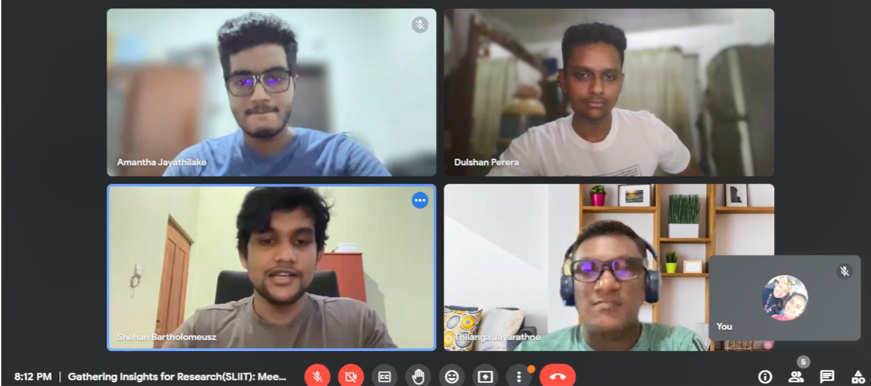 Amantha Jayathilake
Dulshan Perera
Shehan Bartholomeusz
Thilanga Jayarathne
You
8:12 PM | Gathering Insights for Research(SLIIT): Mee...
6